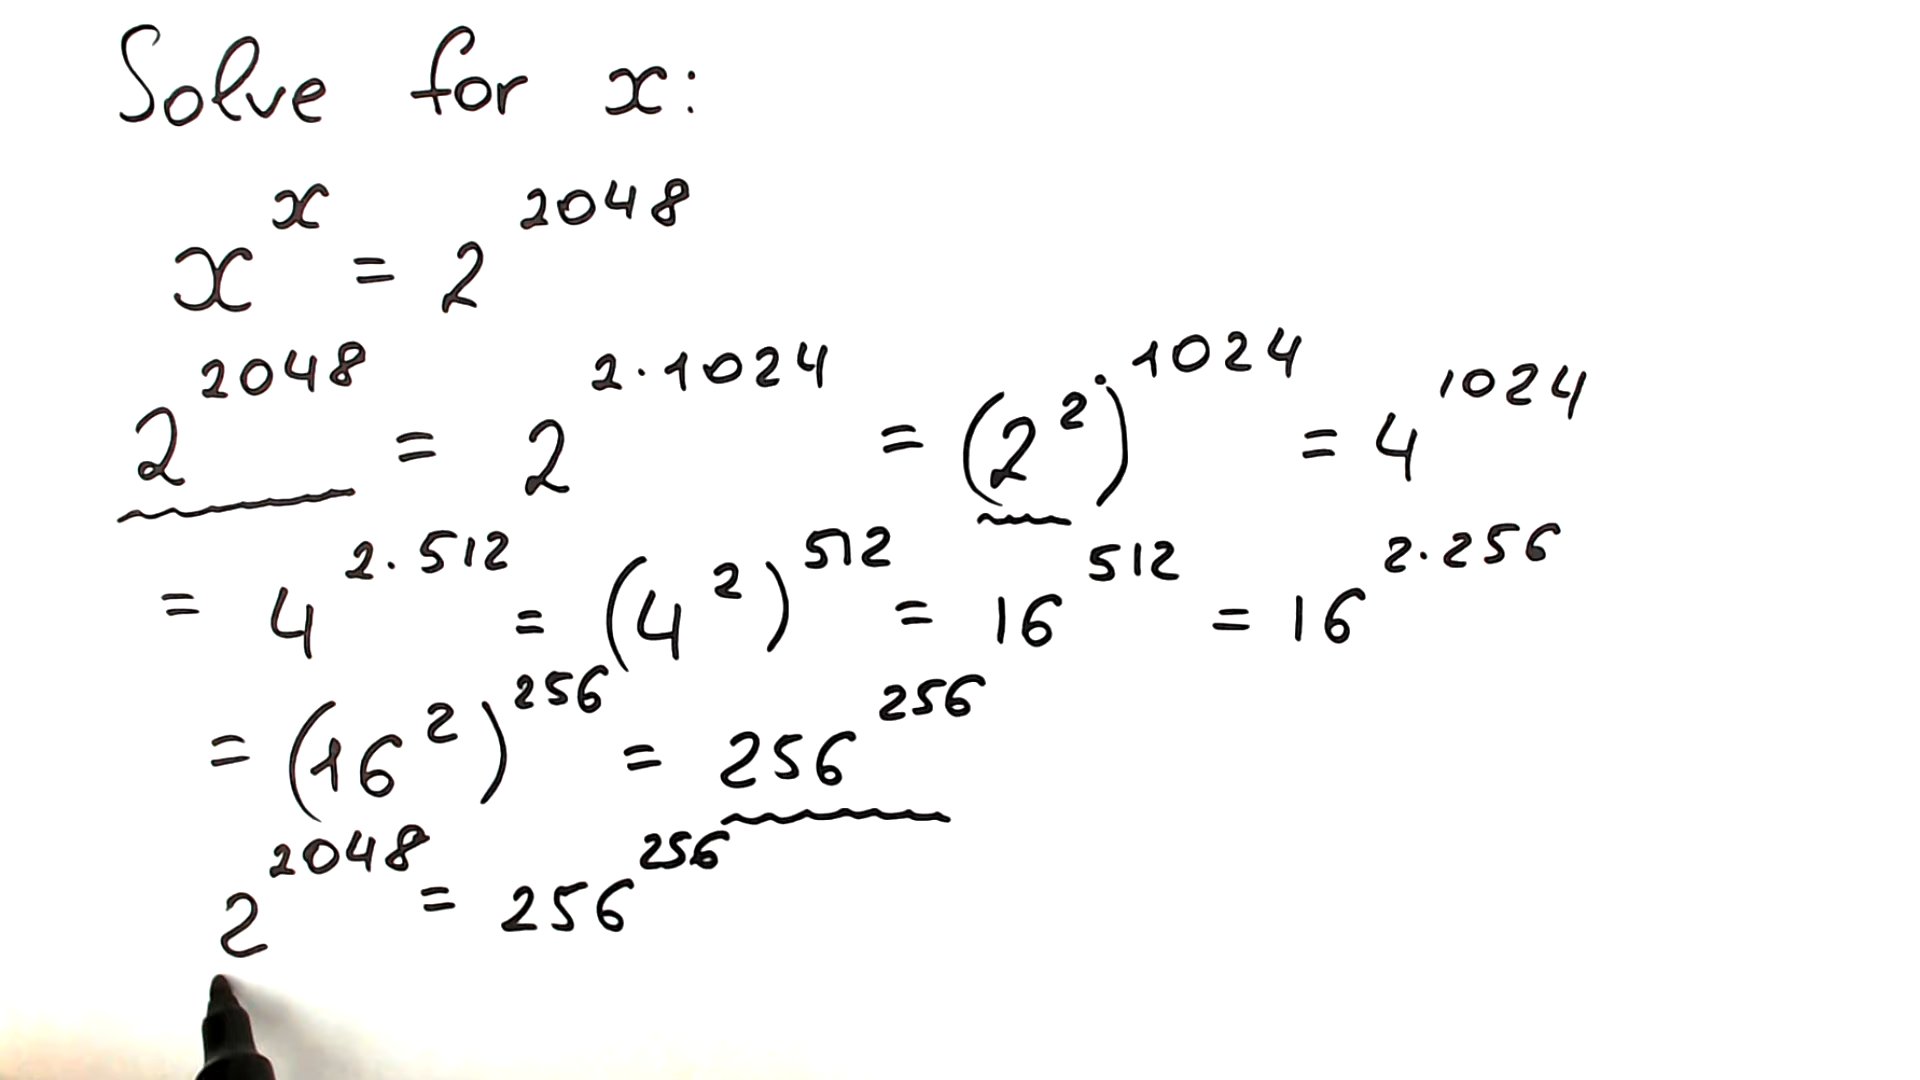 Solve for x:
x^x = 2^2048
2^2048 = 2^2·1024 = (2^2)^·1024 = 4^1024
= 4^2·512 = (4^2)^512 = 16^512 = 16^2·256
= (16^2)^256 = 256^256
2^2048 = 256^256